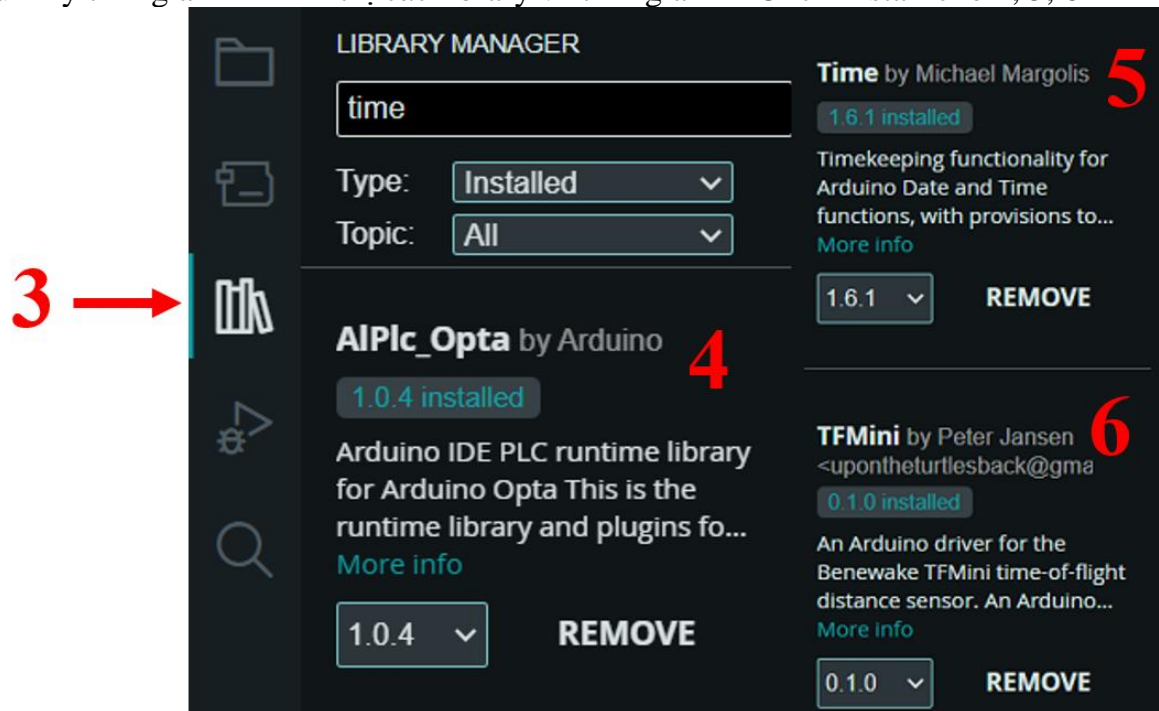 LIBRARY MANAGER
time
Type: Installed
Topic: All
3
AlPlc_Opta by Arduino
4
1.0.4 installed
Arduino IDE PLC runtime library
for Arduino Opta This is the
runtime library and plugins fo...
More info
1.0.4 REMOVE
Time by Michael Margolis
5
1.6.1 installed
Timekeeping functionality for
Arduino Date and Time
functions, with provisions to...
More info
1.6.1 REMOVE
TFMini by Peter Jansen
6
<upontheturtlesback@gma
0.1.0 installed
An Arduino driver for the
Benewake TFMini time-of-flight
distance sensor. An Arduino...
More info
0.1.0 REMOVE